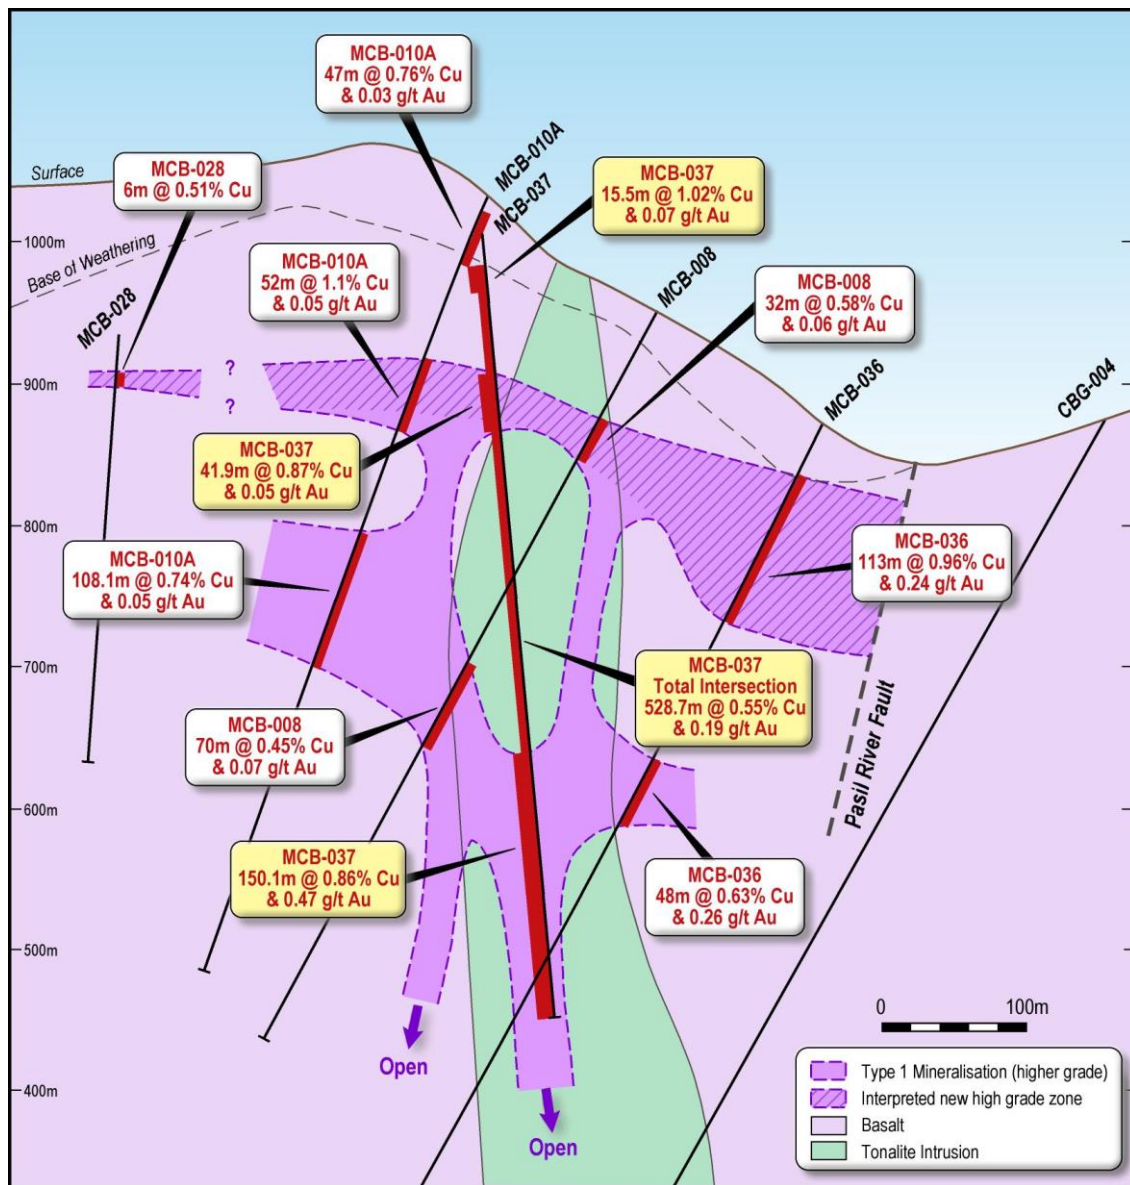 MCB-010A
47m @ 0.76% Cu
& 0.03 g/t Au
MCB-010A
MCB-037
Surface
MCB-028
6m @ 0.51% Cu
MCB-037
15.5m @ 1.02% Cu
& 0.07 g/t Au
1000m
Base of Weathering
MCB-010A
52m @ 1.1% Cu
& 0.05 g/t Au
MCB-008
MCB-008
32m @ 0.58% Cu
& 0.06 g/t Au
MCB-028
?
900m
?
MCB-036
CBG-004
MCB-037
41.9m @ 0.87% Cu
& 0.05 g/t Au
800m
MCB-010A
108.1m @ 0.74% Cu
& 0.05 g/t Au
MCB-036
113m @ 0.96% Cu
& 0.24 g/t Au
700m
MCB-037
Total Intersection
528.7m @ 0.55% Cu
& 0.19 g/t Au
Pasil River Fault
MCB-008
70m @ 0.45% Cu
& 0.07 g/t Au
600m
MCB-037
150.1m @ 0.86% Cu
& 0.47 g/t Au
MCB-036
48m @ 0.63% Cu
& 0.26 g/t Au
500m
0 100m
Open
400m
Open
Type 1 Mineralisation (higher grade)
Interpreted new high grade zone
Basalt
Tonalite Intrusion